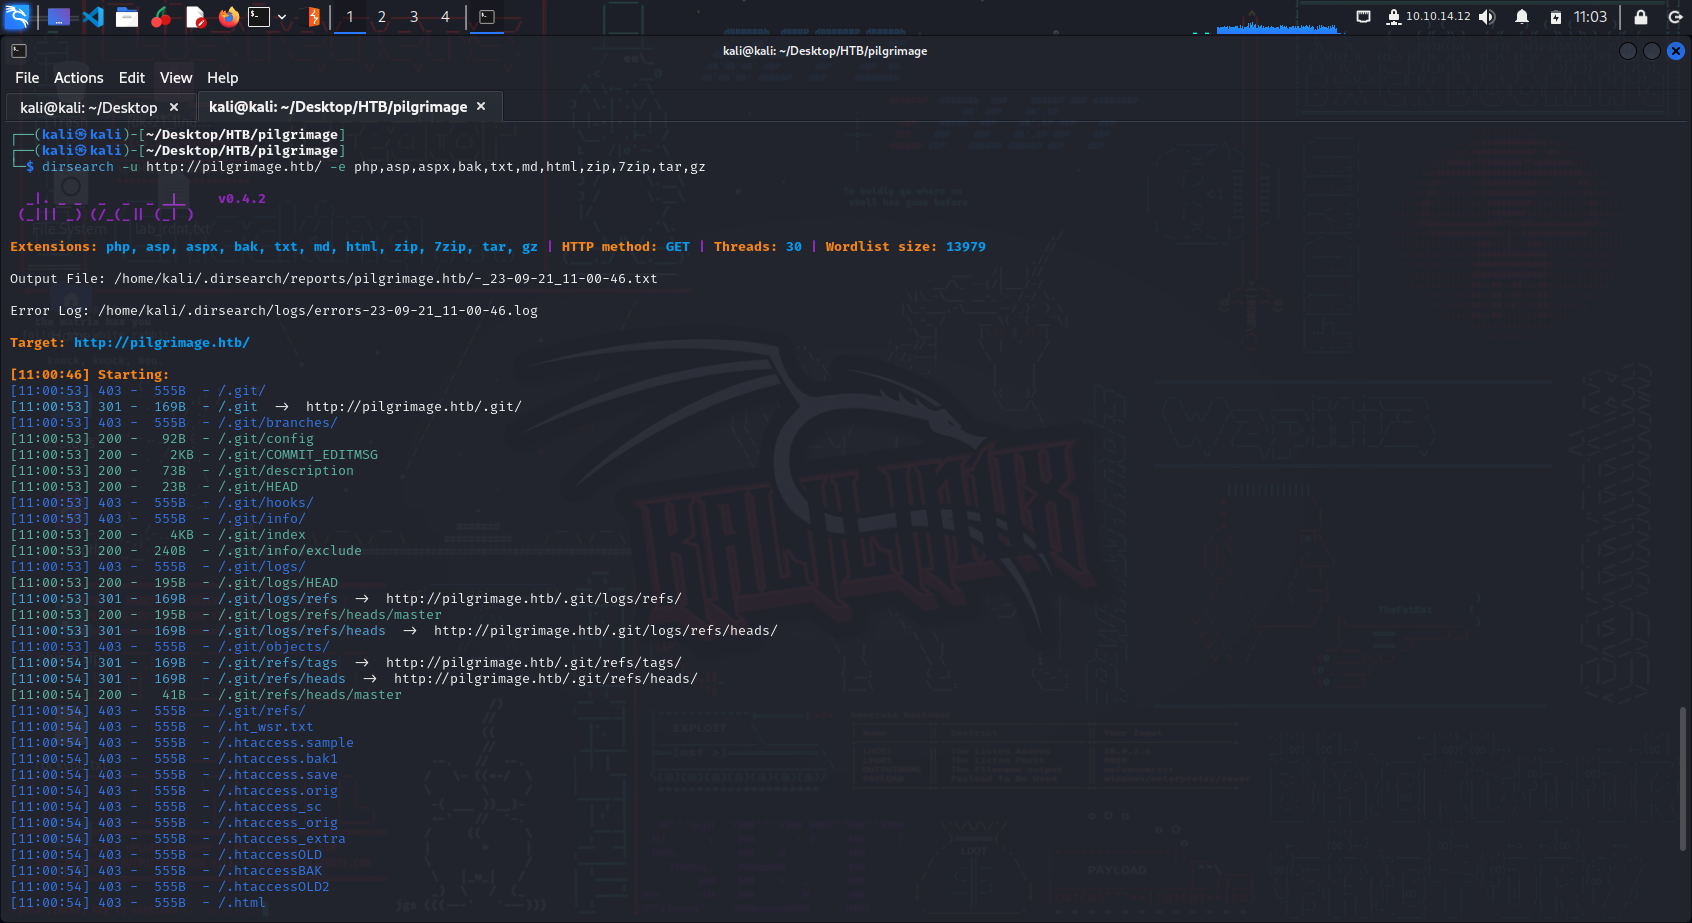 1 2 3 4 10.10.14.12 11:03
kali@kali: ~/Desktop/HTB/pilgrimage
File Actions Edit View Help
kali@kali: ~/Desktop × kali@kali: ~/Desktop/HTB/pilgrimage ×
┌──(kali㉿kali)-[~/Desktop/HTB/pilgrimage]
┌──(kali㉿kali)-[~/Desktop/HTB/pilgrimage]
└─$ dirsearch -u http://pilgrimage.htb/ -e php,asp,aspx,bak,txt,md,html,zip,7zip,tar,gz
_|. _ _ _ _ _ _|_ v0.4.2
(_||| _) (/_(_|| (_| )
Extensions: php, asp, aspx, bak, txt, md, html, zip, 7zip, tar, gz | HTTP method: GET | Threads: 30 | Wordlist size: 13979
Output File: /home/kali/.dirsearch/reports/pilgrimage.htb/-_23-09-21_11-00-46.txt
Error Log: /home/kali/.dirsearch/logs/errors-23-09-21_11-00-46.log
Target: http://pilgrimage.htb/
[11:00:46] Starting:
[11:00:53] 403 - 555B - /.git/
[11:00:53] 301 - 169B - /.git -> http://pilgrimage.htb/.git/
[11:00:53] 403 - 555B - /.git/branches/
[11:00:53] 200 - 92B - /.git/config
[11:00:53] 200 - 2KB - /.git/COMMIT_EDITMSG
[11:00:53] 200 - 73B - /.git/description
[11:00:53] 200 - 23B - /.git/HEAD
[11:00:53] 403 - 555B - /.git/hooks/
[11:00:53] 403 - 555B - /.git/info/
[11:00:53] 200 - 4KB - /.git/index
[11:00:53] 200 - 240B - /.git/info/exclude
[11:00:53] 403 - 555B - /.git/logs/
[11:00:53] 200 - 195B - /.git/logs/HEAD
[11:00:53] 301 - 169B - /.git/logs/refs -> http://pilgrimage.htb/.git/logs/refs/
[11:00:53] 200 - 195B - /.git/logs/refs/heads/master
[11:00:53] 301 - 169B - /.git/logs/refs/heads -> http://pilgrimage.htb/.git/logs/refs/heads/
[11:00:53] 403 - 555B - /.git/objects/
[11:00:54] 301 - 169B - /.git/refs/tags -> http://pilgrimage.htb/.git/refs/tags/
[11:00:54] 301 - 169B - /.git/refs/heads -> http://pilgrimage.htb/.git/refs/heads/
[11:00:54] 200 - 41B - /.git/refs/heads/master
[11:00:54] 403 - 555B - /.git/refs/
[11:00:54] 403 - 555B - /.ht_wsr.txt
[11:00:54] 403 - 555B - /.htaccess.sample
[11:00:54] 403 - 555B - /.htaccess.bak1
[11:00:54] 403 - 555B - /.htaccess.save
[11:00:54] 403 - 555B - /.htaccess.orig
[11:00:54] 403 - 555B - /.htaccess_sc
[11:00:54] 403 - 555B - /.htaccess_orig
[11:00:54] 403 - 555B - /.htaccess_extra
[11:00:54] 403 - 555B - /.htaccessOLD
[11:00:54] 403 - 555B - /.htaccessBAK
[11:00:54] 403 - 555B - /.htaccessOLD2
[11:00:54] 403 - 555B - /.html
KALI LINUX
File System
EXPLOIT
LOOT
PAYLOAD